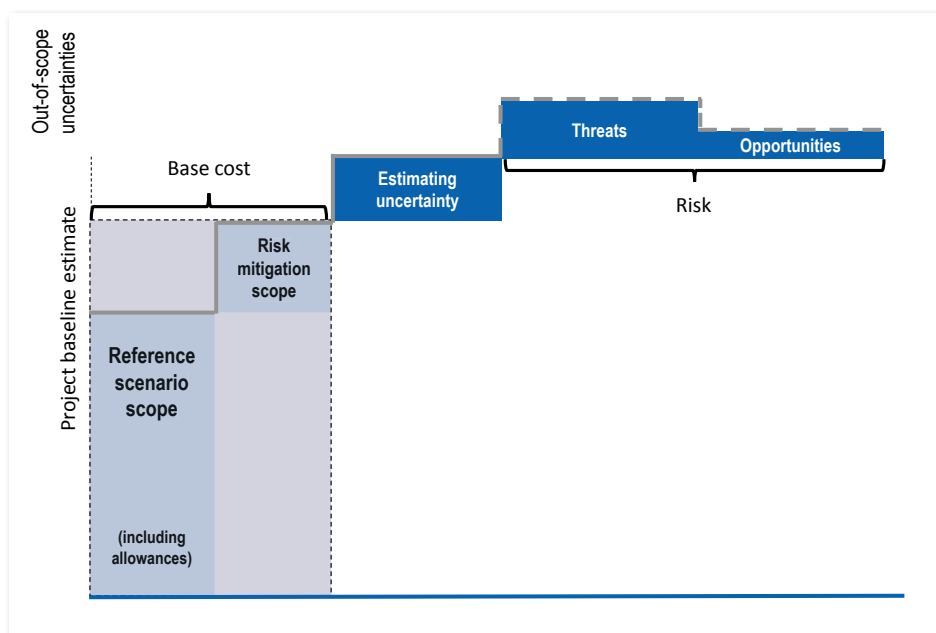 Out-of-scope
uncertainties
Project baseline estimate
Base cost
Reference
scenario
scope
(including
allowances)
Risk
mitigation
scope
Estimating
uncertainty
Threats
Opportunities
Risk